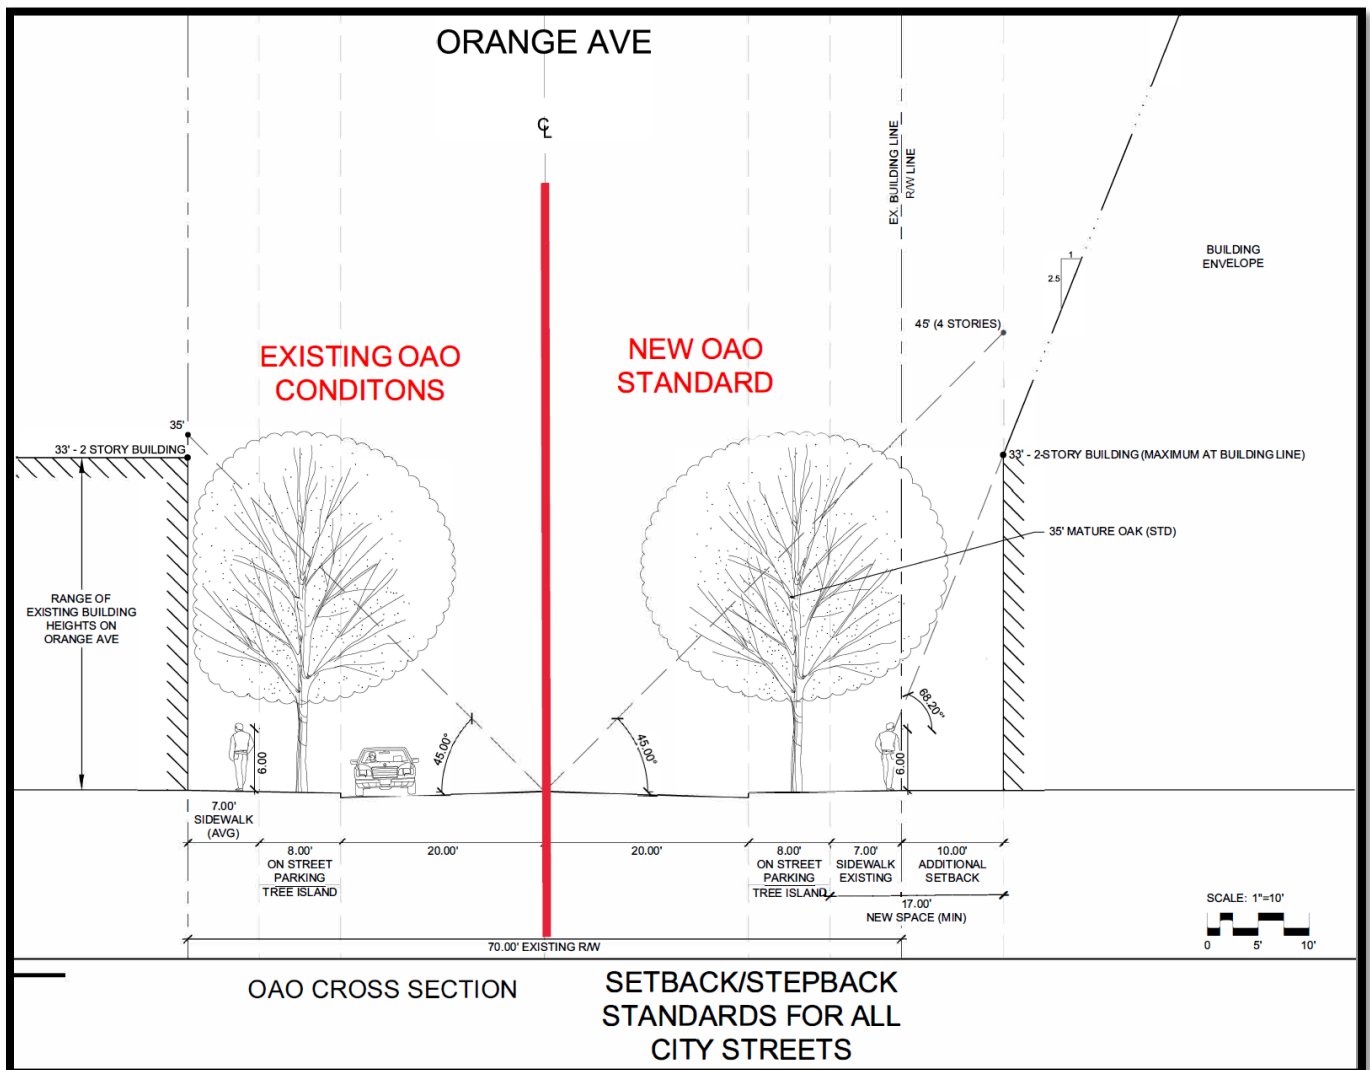 ORANGE AVE
CL
EX. BUILDING LINE
R/W LINE
BUILDING
ENVELOPE
1
2.5
45' (4 STORIES)
EXISTING OAO
CONDITONS
NEW OAO
STANDARD
35'
33' - 2 STORY BUILDING
33' - 2-STORY BUILDING (MAXIMUM AT BUILDING LINE)
35' MATURE OAK (STD)
RANGE OF
EXISTING BUILDING
HEIGHTS ON
ORANGE AVE
68.20°
45.00°
45.00°
6.00
6.00
7.00'
SIDEWALK
(AVG)
8.00'
ON STREET
PARKING
TREE ISLAND
20.00'
20.00'
8.00'
ON STREET
PARKING
TREE ISLAND
7.00'
SIDEWALK
EXISTING
10.00'
ADDITIONAL
SETBACK
17.00'
NEW SPACE (MIN)
70.00' EXISTING R/W
SCALE: 1"=10'
0 5' 10'
OAO CROSS SECTION
SETBACK/STEPBACK
STANDARDS FOR ALL
CITY STREETS